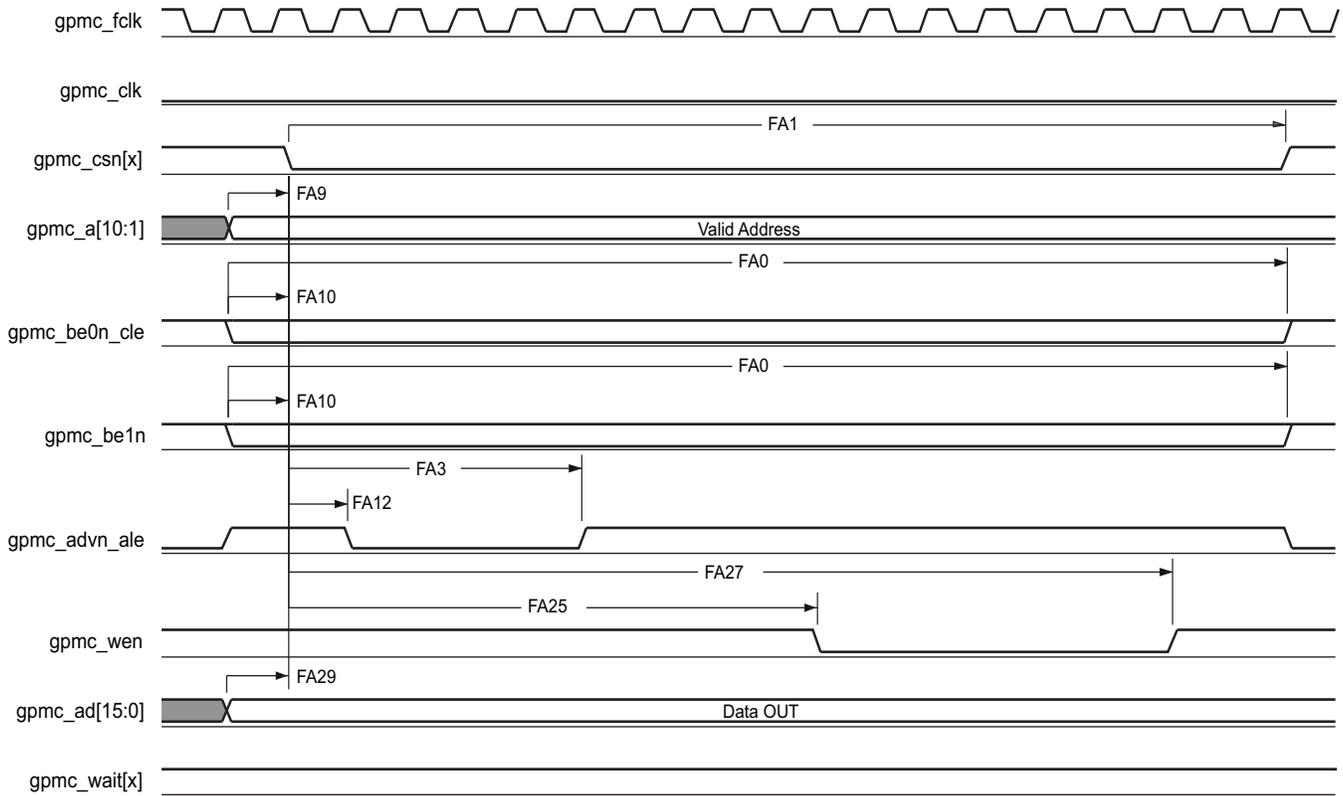 gpmc_fclk
gpmc_clk
FA1
gpmc_csn[x]
FA9
gpmc_a[10:1]
Valid Address
FA0
FA10
gpmc_be0n_cle
FA0
FA10
gpmc_be1n
FA3
FA12
gpmc_advn_ale
FA27
FA25
gpmc_wen
FA29
gpmc_ad[15:0]
Data OUT
gpmc_wait[x]